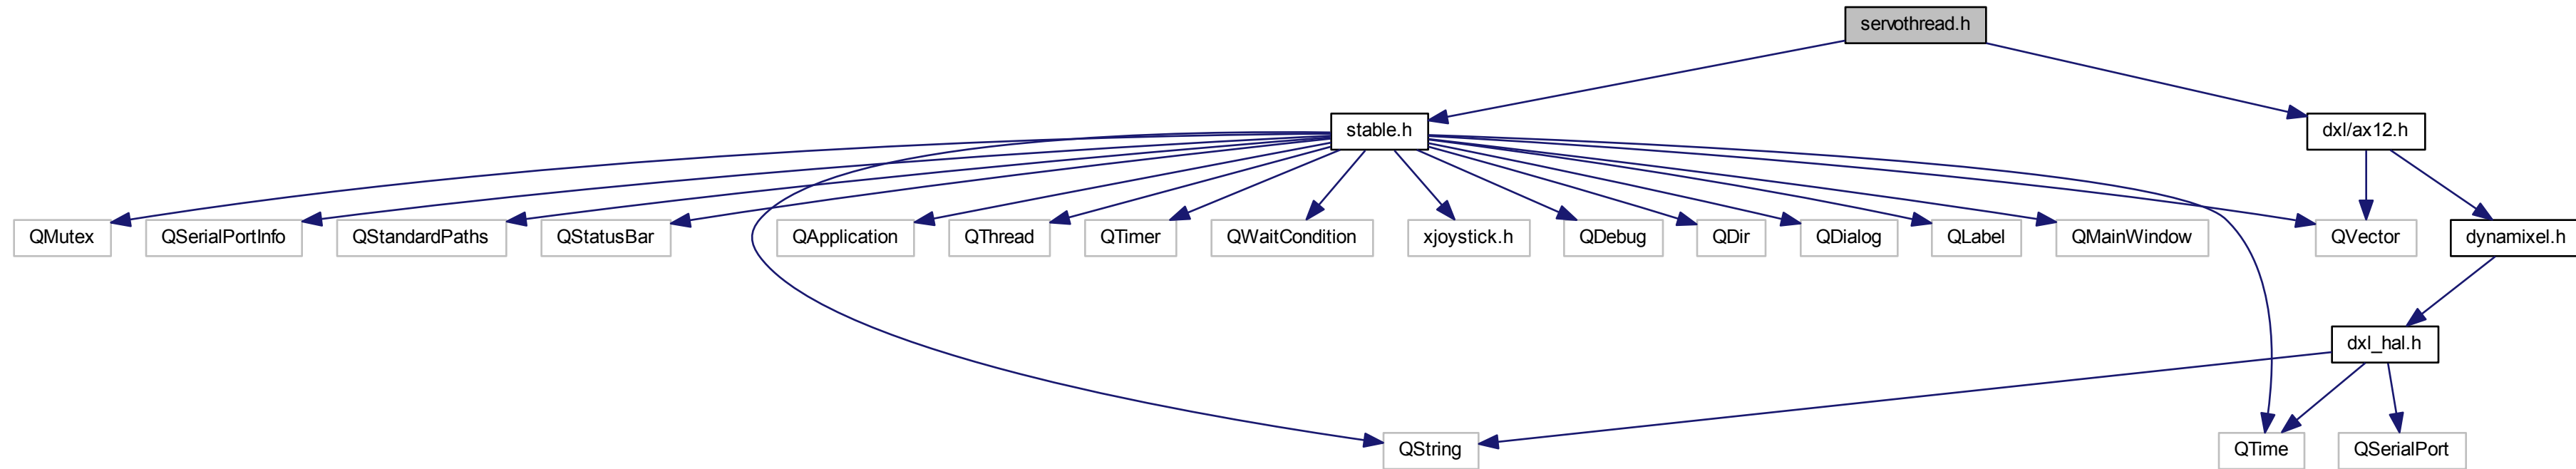 servothread.h
stable.h
dxl/ax12.h
QMutex
QSerialPortInfo
QStandardPaths
QStatusBar
QApplication
QThread
QTimer
QWaitCondition
xjoystick.h
QDebug
QDir
QDialog
QLabel
QMainWindow
QVector
dynamixel.h
dxl_hal.h
QString
QTime
QSerialPort